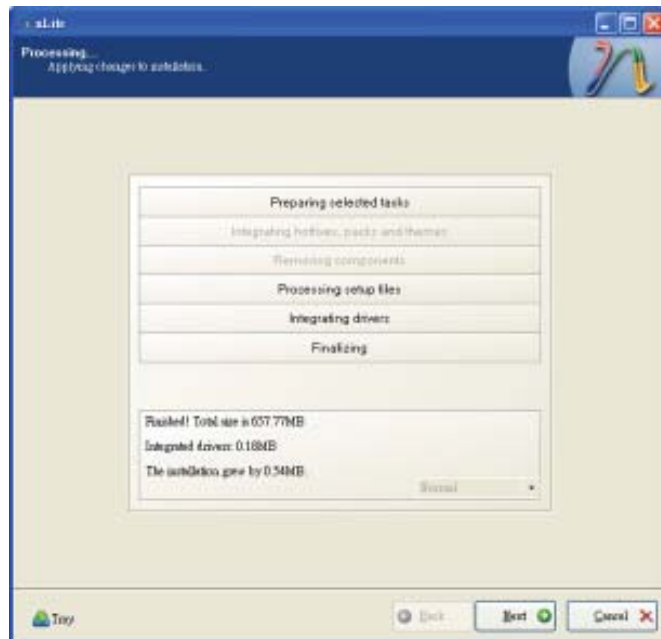 nLite
Processing...
Applying changes to installation.
Preparing selected tasks
Integrating hotfixes, packs and themes
Removing components
Processing setup files
Integrating drivers
Finalizing
Finished! Total size is 657.77MB
Integrated drivers: 0.18MB
The installation grew by 0.54MB.
Normal
Tray
Back
Next
Cancel